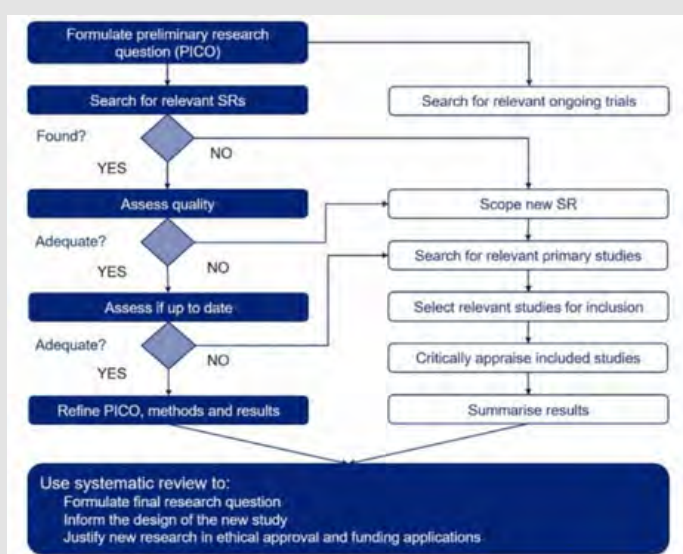 Formulate preliminary research
question (PICO)
Search for relevant SRs
Search for relevant ongoing trials
Found?
NO
YES
Assess quality
Scope new SR
Adequate?
YES
NO
Search for relevant primary studies
Assess if up to date
Select relevant studies for inclusion
Adequate?
NO
YES
Critically appraise included studies
Refine PICO, methods and results
Summarise results
Use systematic review to:
Formulate final research question
Inform the design of the new study
Justify new research in ethical approval and funding applications